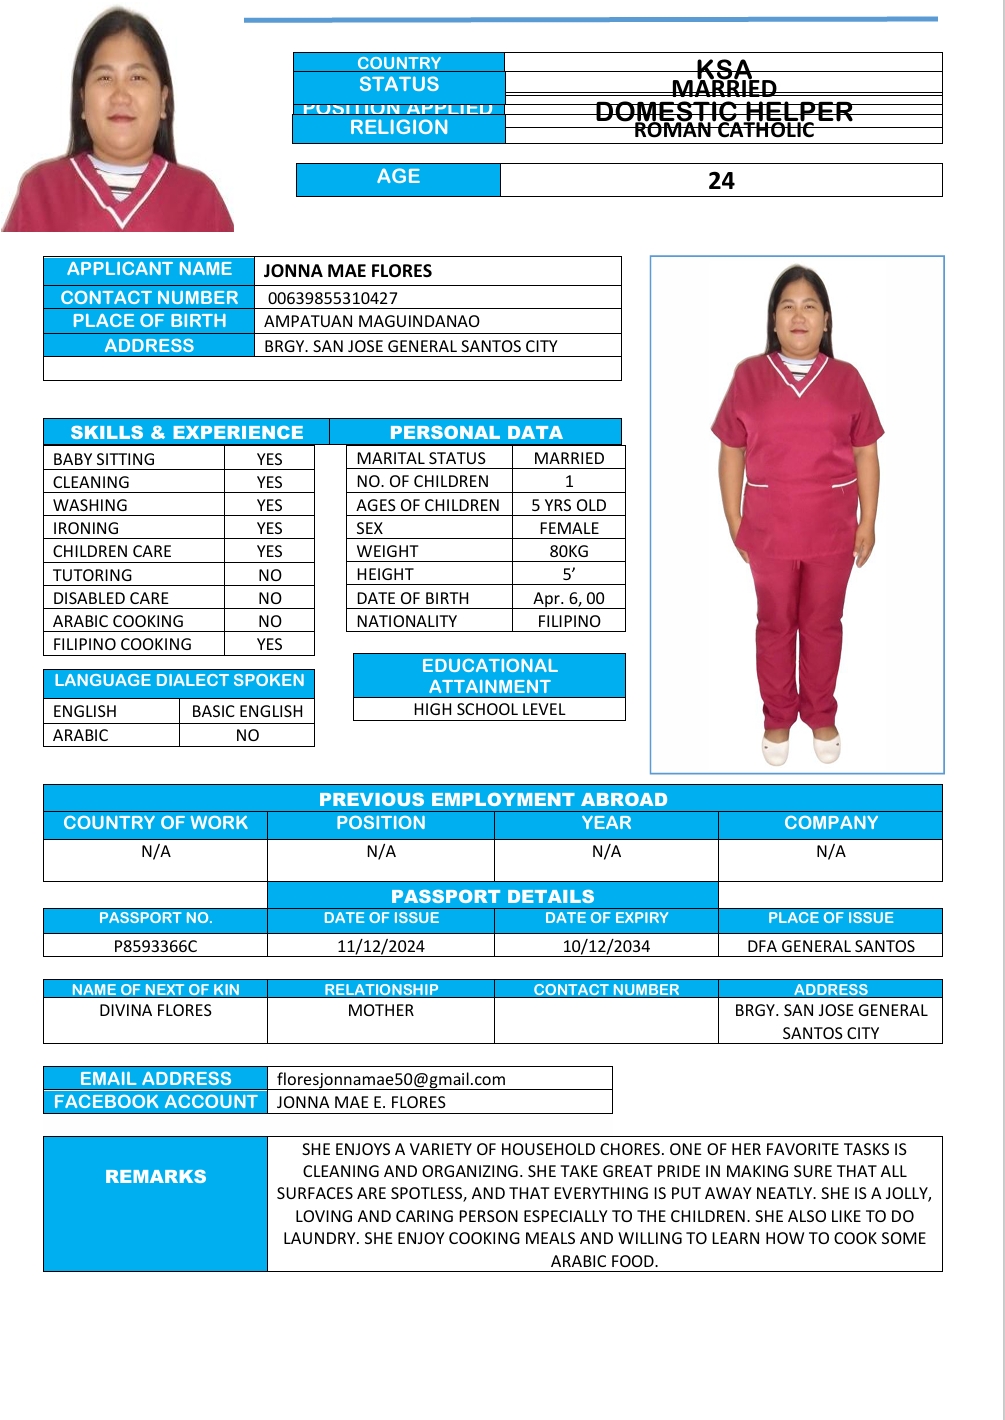 COUNTRY KSA
STATUS MARRIED
POSITION APPLIED DOMESTIC HELPER
RELIGION ROMAN CATHOLIC
AGE 24
APPLICANT NAME JONNA MAE FLORES
CONTACT NUMBER 00639855310427
PLACE OF BIRTH AMPATUAN MAGUINDANAO
ADDRESS BRGY. SAN JOSE GENERAL SANTOS CITY
SKILLS & EXPERIENCE
BABY SITTING YES
CLEANING YES
WASHING YES
IRONING YES
CHILDREN CARE YES
TUTORING NO
DISABLED CARE NO
ARABIC COOKING NO
FILIPINO COOKING YES
PERSONAL DATA
MARITAL STATUS MARRIED
NO. OF CHILDREN 1
AGES OF CHILDREN 5 YRS OLD
SEX FEMALE
WEIGHT 80KG
HEIGHT 5’
DATE OF BIRTH Apr. 6, 00
NATIONALITY FILIPINO
LANGUAGE DIALECT SPOKEN
ENGLISH BASIC ENGLISH
ARABIC NO
EDUCATIONAL
ATTAINMENT
HIGH SCHOOL LEVEL
PREVIOUS EMPLOYMENT ABROAD
COUNTRY OF WORK POSITION YEAR COMPANY
N/A N/A N/A N/A
PASSPORT DETAILS
PASSPORT NO. DATE OF ISSUE DATE OF EXPIRY PLACE OF ISSUE
P8593366C 11/12/2024 10/12/2034 DFA GENERAL SANTOS
NAME OF NEXT OF KIN RELATIONSHIP CONTACT NUMBER ADDRESS
DIVINA FLORES MOTHER BRGY. SAN JOSE GENERAL
SANTOS CITY
EMAIL ADDRESS floresjonnamae50@gmail.com
FACEBOOK ACCOUNT JONNA MAE E. FLORES
REMARKS
SHE ENJOYS A VARIETY OF HOUSEHOLD CHORES. ONE OF HER FAVORITE TASKS IS
CLEANING AND ORGANIZING. SHE TAKE GREAT PRIDE IN MAKING SURE THAT ALL
SURFACES ARE SPOTLESS, AND THAT EVERYTHING IS PUT AWAY NEATLY. SHE IS A JOLLY,
LOVING AND CARING PERSON ESPECIALLY TO THE CHILDREN. SHE ALSO LIKE TO DO
LAUNDRY. SHE ENJOY COOKING MEALS AND WILLING TO LEARN HOW TO COOK SOME
ARABIC FOOD.